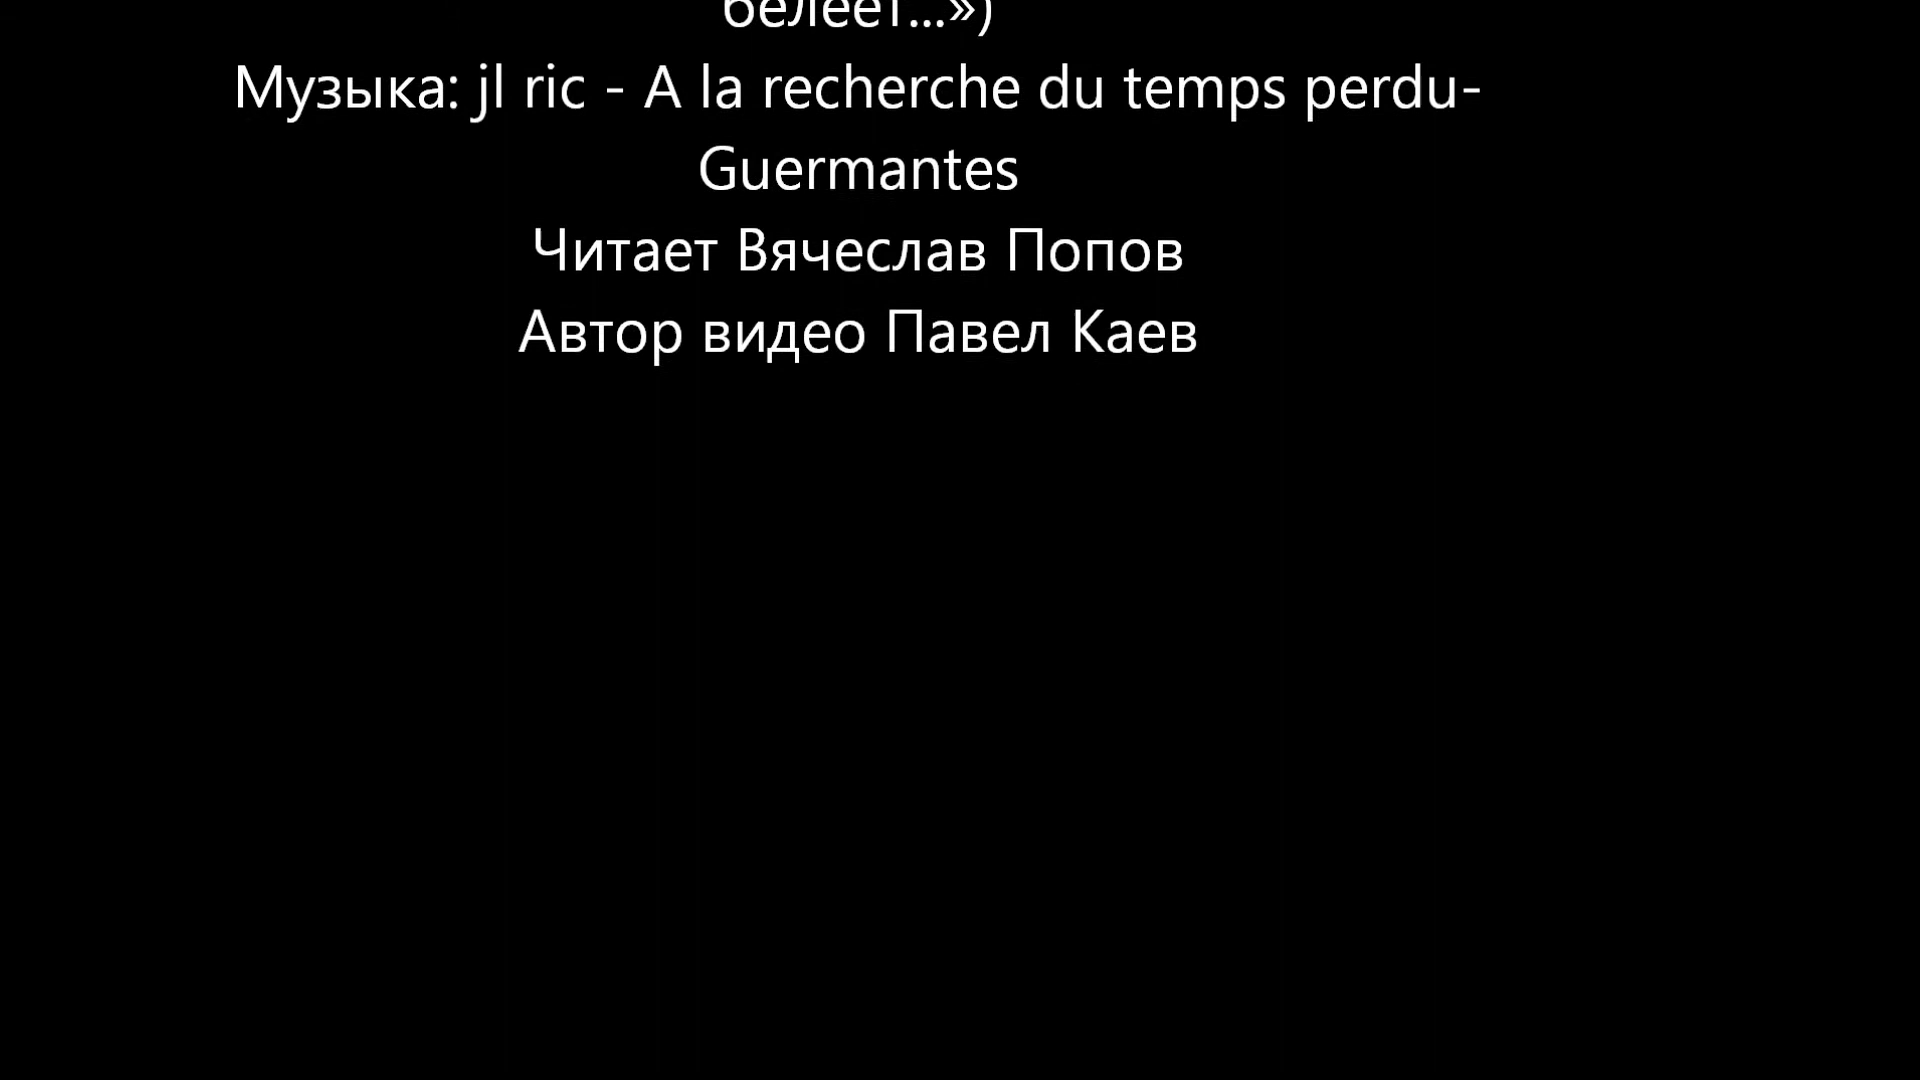 белеет...»)
Музыка: jl ric - A la recherche du temps perdu-
Guermantes
Читает Вячеслав Попов
Автор видео Павел Каев